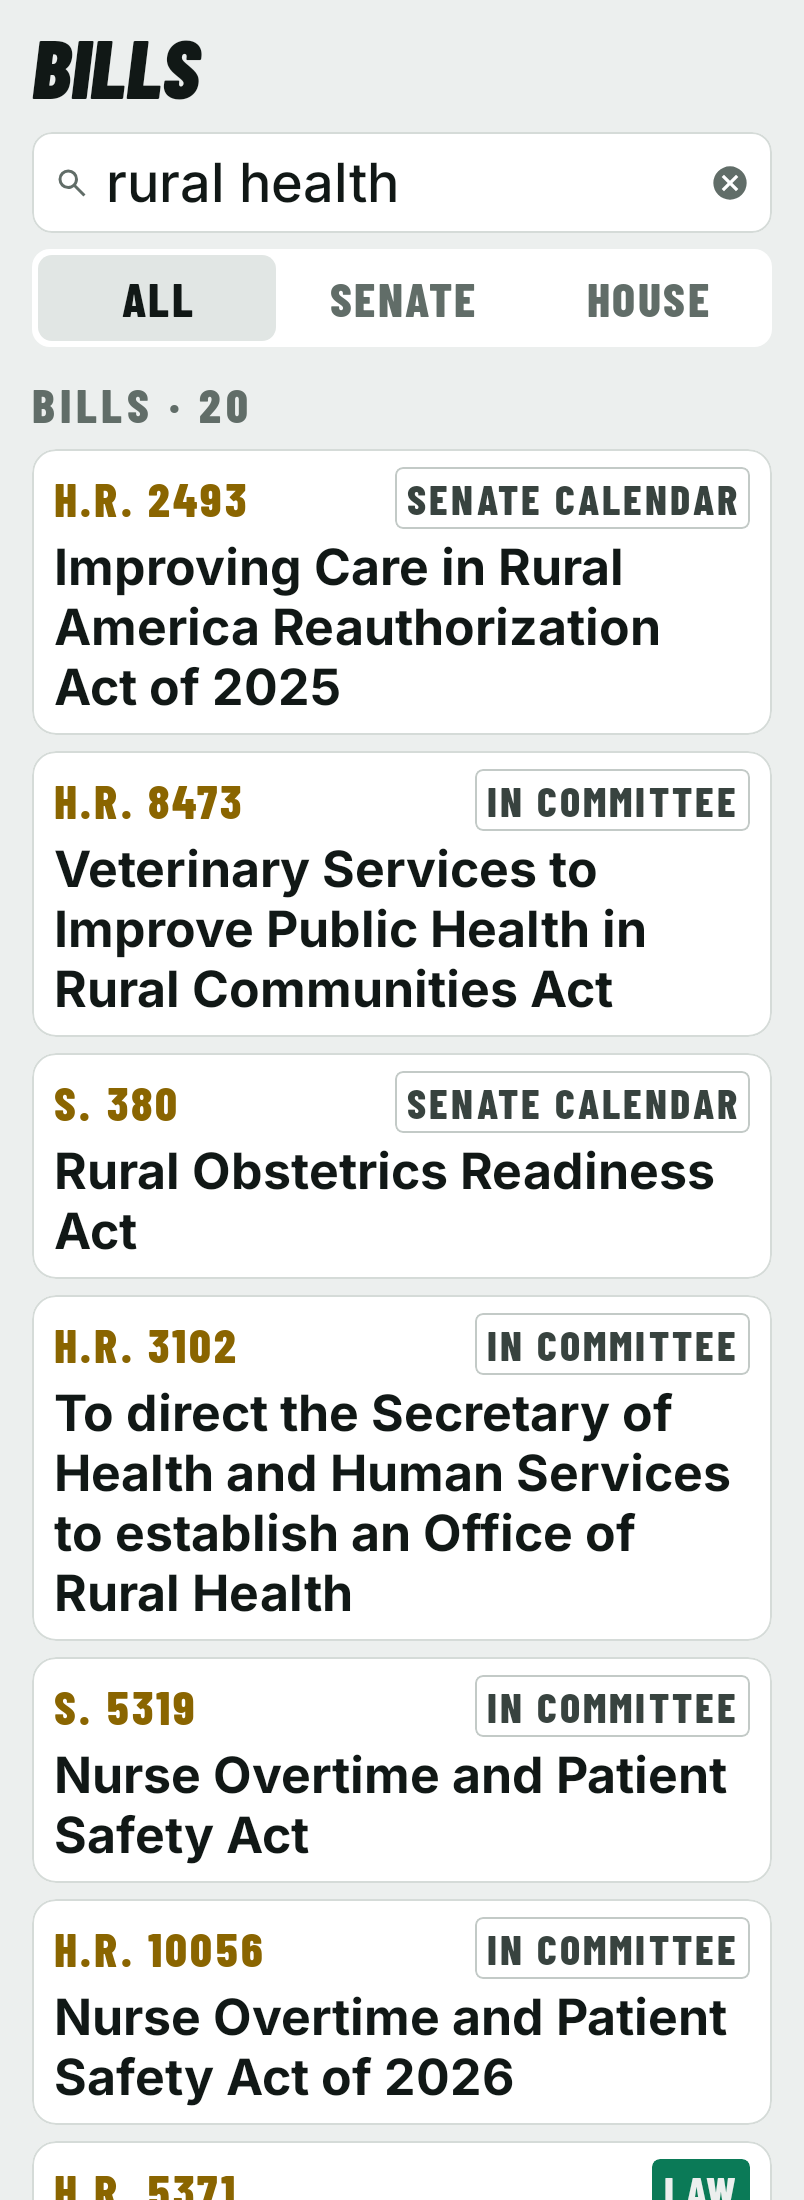 BILLS
rural health
ALL SENATE HOUSE
BILLS · 20
H.R. 2493 SENATE CALENDAR
Improving Care in Rural
America Reauthorization
Act of 2025
H.R. 8473 IN COMMITTEE
Veterinary Services to
Improve Public Health in
Rural Communities Act
S. 380 SENATE CALENDAR
Rural Obstetrics Readiness
Act
H.R. 3102 IN COMMITTEE
To direct the Secretary of
Health and Human Services
to establish an Office of
Rural Health
S. 5319 IN COMMITTEE
Nurse Overtime and Patient
Safety Act
H.R. 10056 IN COMMITTEE
Nurse Overtime and Patient
Safety Act of 2026
H.R. 5371 LAW